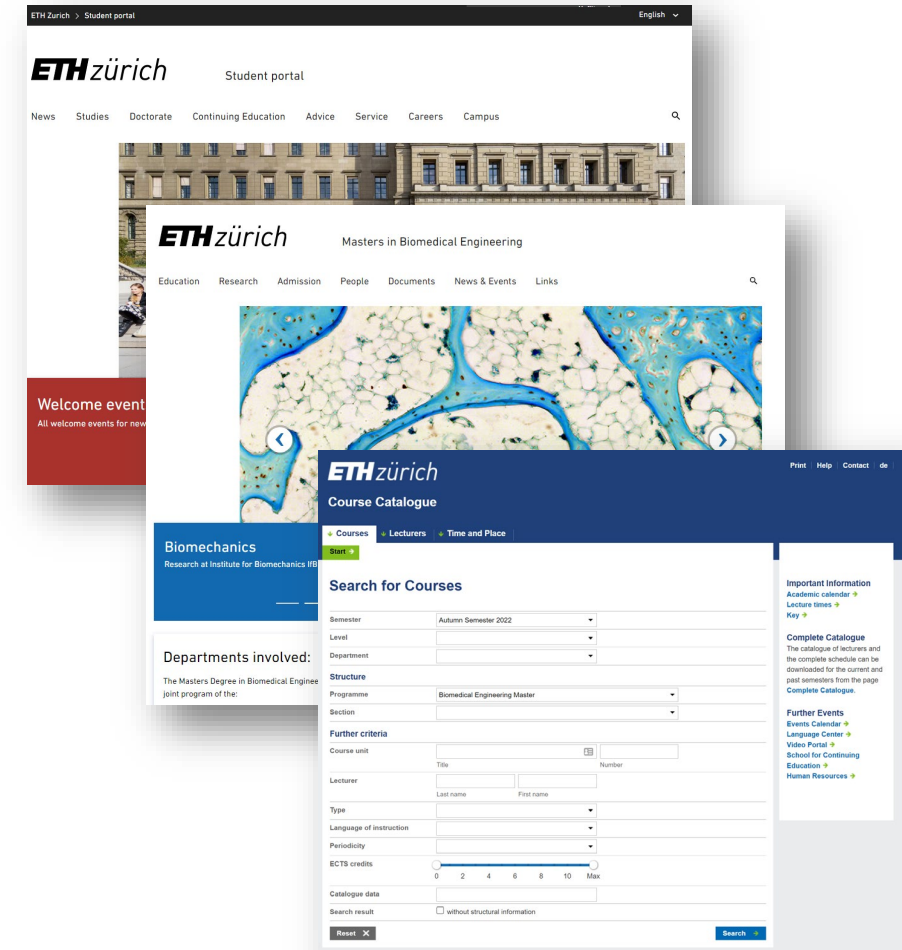 ETH Zurich > Student portal
English
ETH zürich
Student portal
News Studies Doctorate Continuing Education Advice Service Careers Campus
Welcome event
All welcome events for new
ETH zürich
Masters in Biomedical Engineering
Education Research Admission People Documents News & Events Links
Biomechanics
Research at Institute for Biomechanics IfB
Departments involved:
The Masters Degree in Biomedical Enginee
joint program of the:
ETH zürich
Print Help Contact de
Course Catalogue
Courses Lecturers Time and Place
Start
Search for Courses
Semester Autumn Semester 2022
Level
Department
Structure
Programme Biomedical Engineering Master
Section
Further criteria
Course unit
Title Number
Lecturer
Last name First name
Type
Language of instruction
Periodicity
ECTS credits
0 2 4 6 8 10 Max
Catalogue data
Search result without structural information
Reset X Search
Important Information
Academic calendar
Lecture times
Key
Complete Catalogue
The catalogue of lecturers and
the complete schedule can be
downloaded for the current and
past semesters from the page
Complete Catalogue.
Further Events
Events Calendar
Language Center
Video Portal
School for Continuing
Education
Human Resources